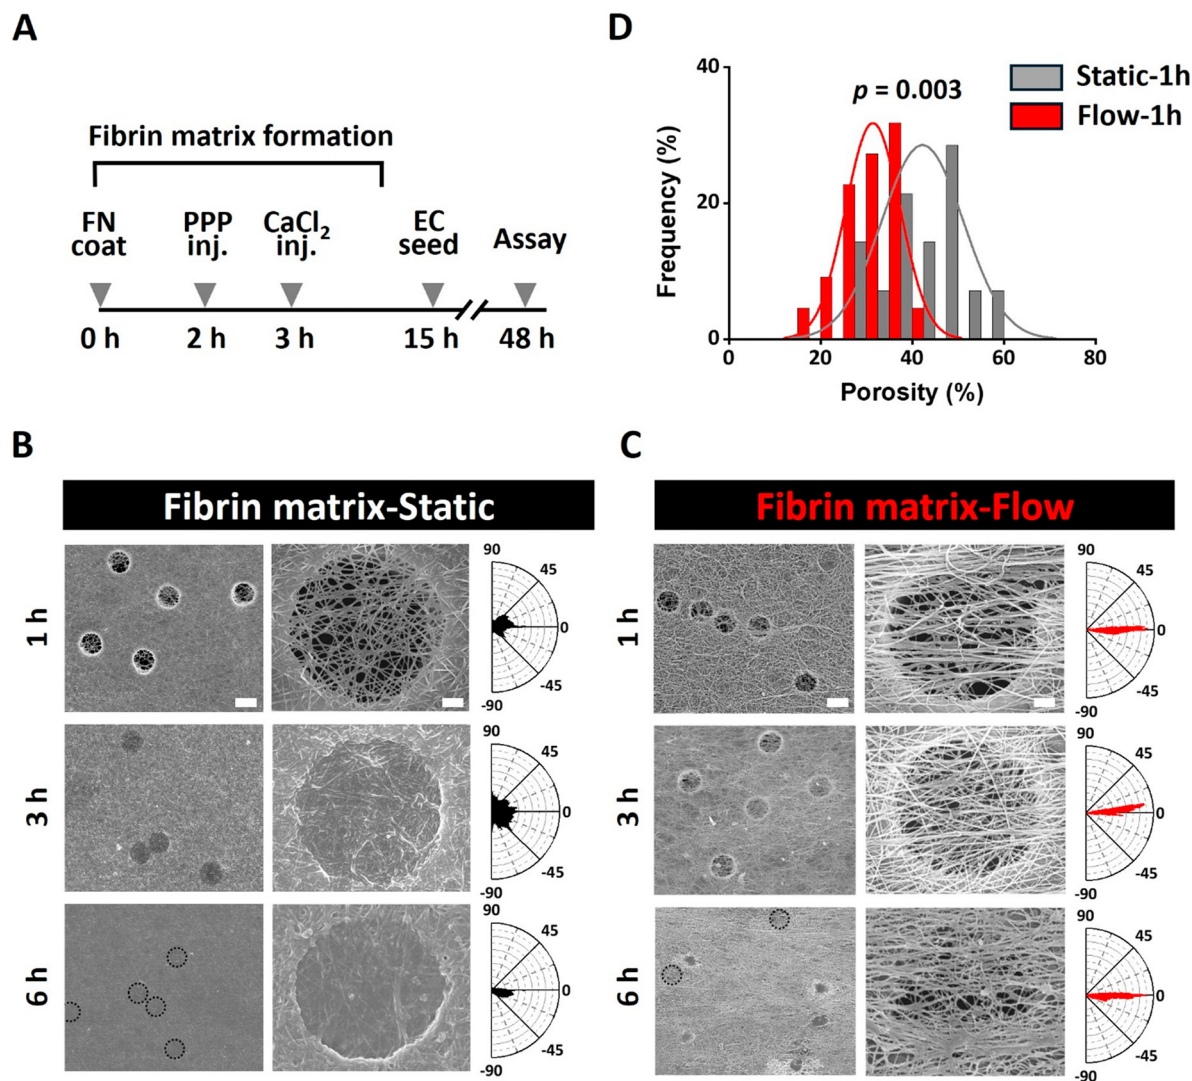 A
Fibrin matrix formation
FN coat
PPP inj.
CaCl₂ inj.
EC seed
Assay
0 h
2 h
3 h
15 h
48 h
D
p = 0.003
Static-1h
Flow-1h
Frequency (%)
40
20
0
0
20
40
60
80
Porosity (%)
B
Fibrin matrix-Static
1 h
90
45
0
-45
-90
3 h
90
45
0
-45
-90
6 h
90
45
0
-45
-90
C
Fibrin matrix-Flow
1 h
90
45
0
-45
-90
3 h
90
45
0
-45
-90
6 h
90
45
0
-45
-90